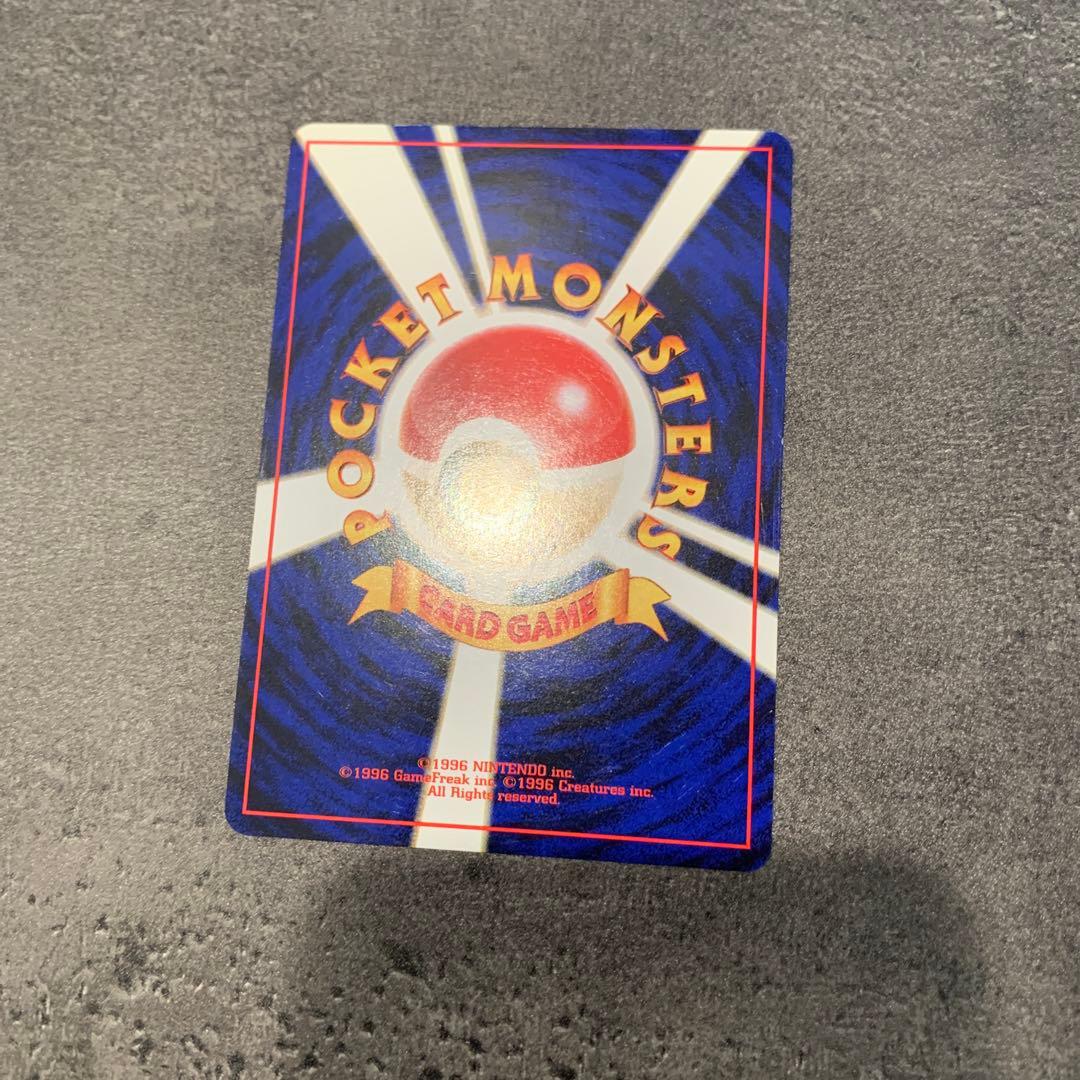 POCKET MONSTERS
CARD GAME
©1996 NINTENDO inc.
©1996 GameFreak inc. ©1996 Creatures inc.
All Rights reserved.